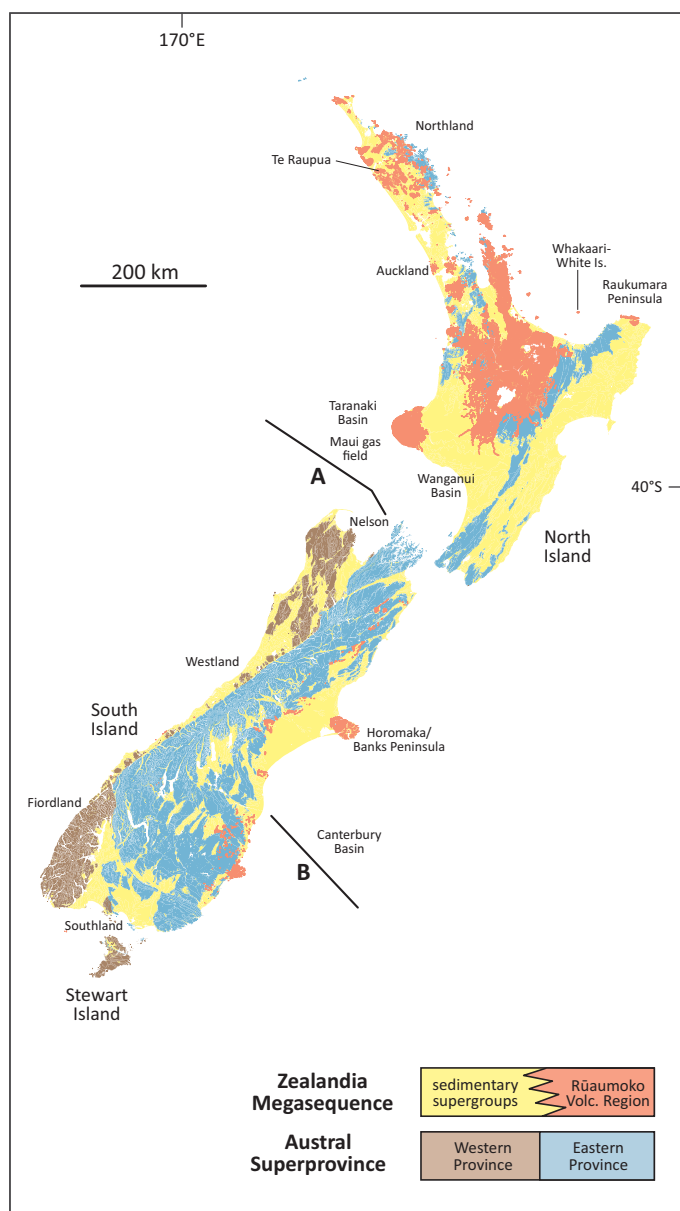 170°E
Northland
Te Raupua
Whakaari-
White Is.
200 km
Auckland
Raukumara
Peninsula
Taranaki
Basin
Maui gas
field
A
Wanganui
Basin
40°S
Nelson
North
Island
Westland
South
Island
Horomaka/
Banks Peninsula
Fiordland
Canterbury
Basin
B
Southland
Stewart
Island
Zealandia
Megasequence
sedimentary
supergroups
Rūaumoko
Volc. Region
Austral
Superprovince
Western
Province
Eastern
Province